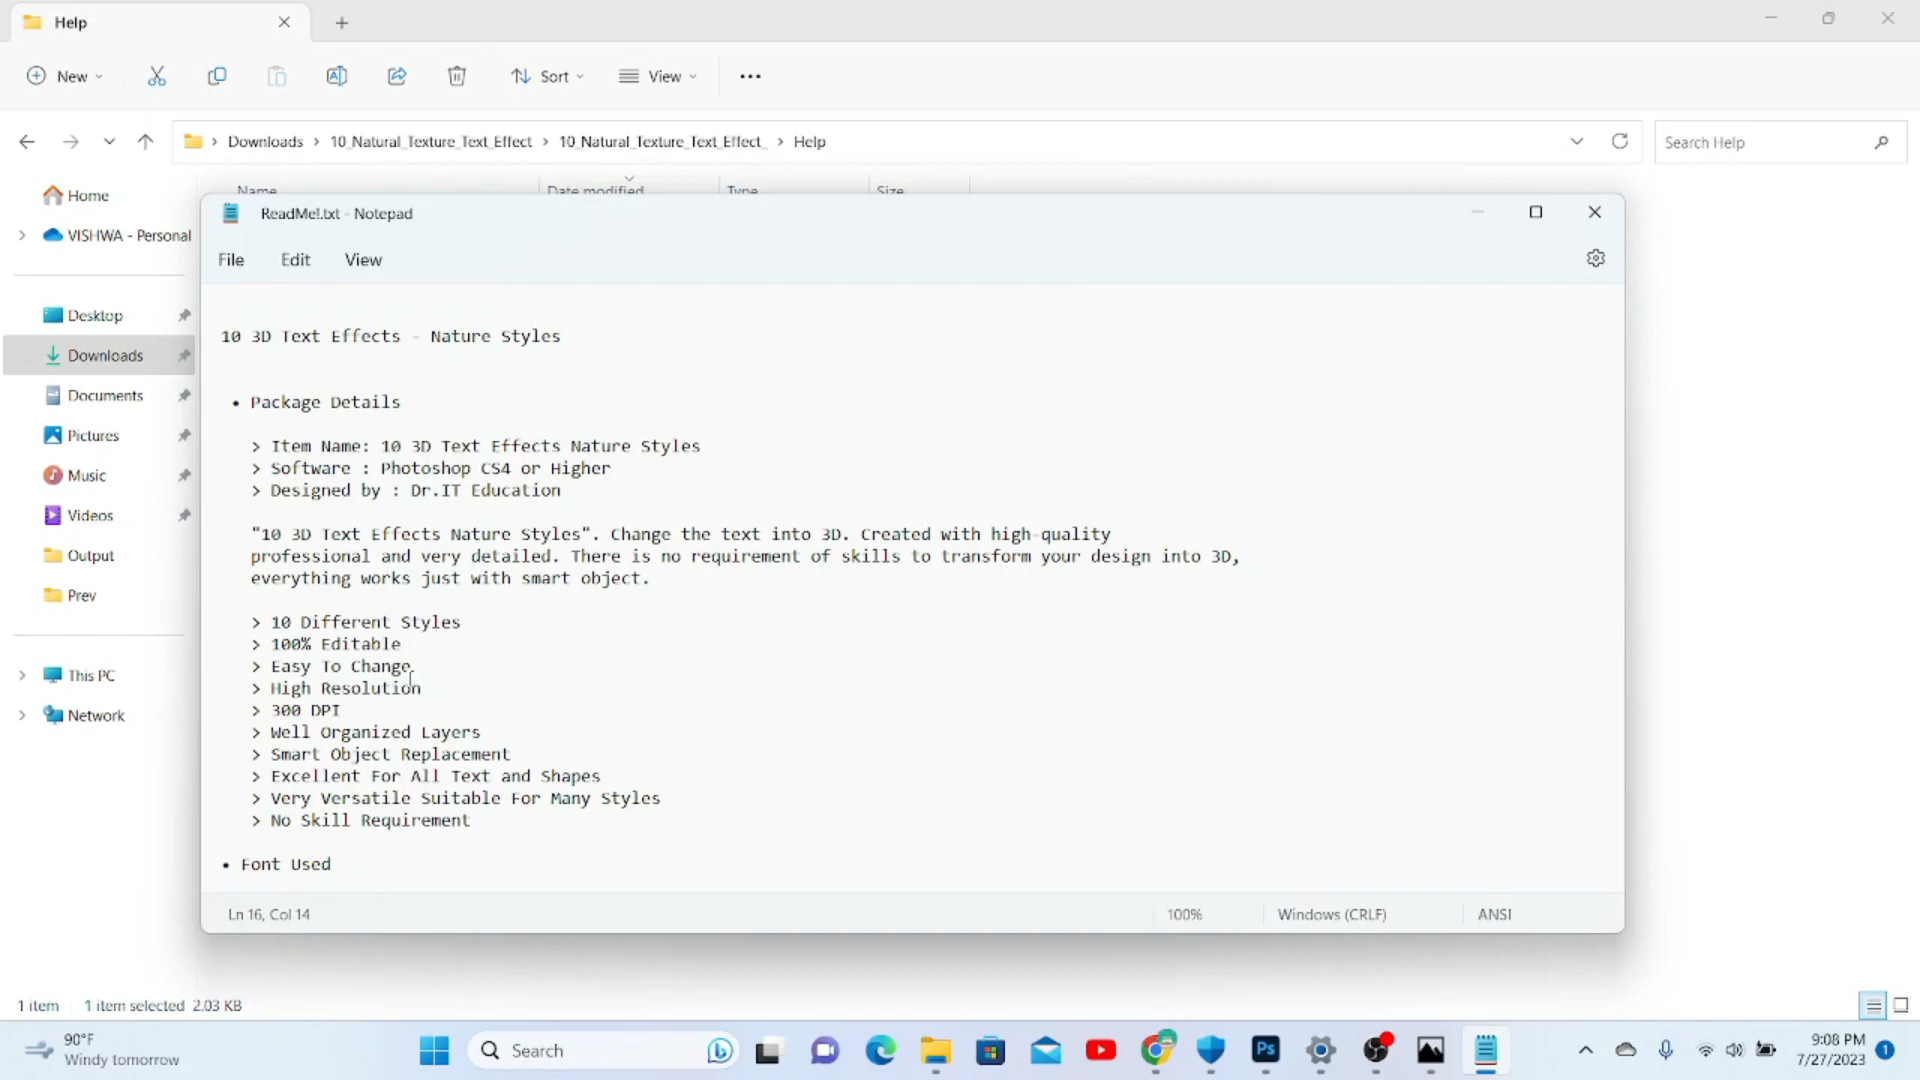 Help
New
Sort
View
Downloads > 10_Natural_Texture_Text_Effect > 10_Natural_Texture_Text_Effect_ > Help
Search Help
Name
Date modified
Type
Size
Home
VISHWA - Personal
Desktop
Downloads
Documents
Pictures
Music
Videos
Output
Prev
This PC
Network
ReadMe!.txt - Notepad
File
Edit
View
10 3D Text Effects - Nature Styles
• Package Details
> Item Name: 10 3D Text Effects Nature Styles
> Software : Photoshop CS4 or Higher
> Designed by : Dr.IT Education
"10 3D Text Effects Nature Styles". Change the text into 3D. Created with high-quality
professional and very detailed. There is no requirement of skills to transform your design into 3D,
everything works just with smart object.
> 10 Different Styles
> 100% Editable
> Easy To Change
> High Resolution
> 300 DPI
> Well Organized Layers
> Smart Object Replacement
> Excellent For All Text and Shapes
> Very Versatile Suitable For Many Styles
> No Skill Requirement
• Font Used
Ln 16, Col 14
100%
Windows (CRLF)
ANSI
1 item
1 item selected 2.03 KB
90°F
Windy tomorrow
Search
Ps
9:08 PM
7/27/2023
1